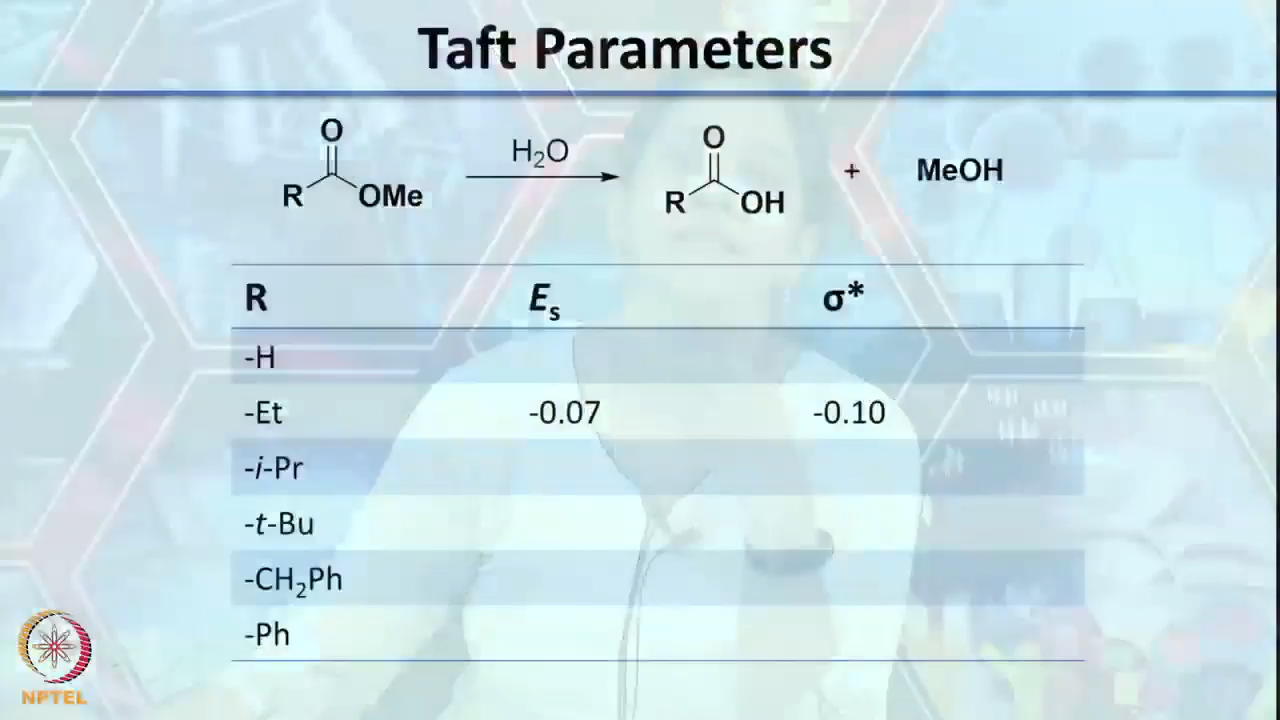 Taft Parameters
O
R
OMe
H₂O
O
R
OH
+
MeOH
R Eₛ σ*
-H
-Et -0.07 -0.10
-i-Pr
-t-Bu
-CH₂Ph
-Ph
NPTEL